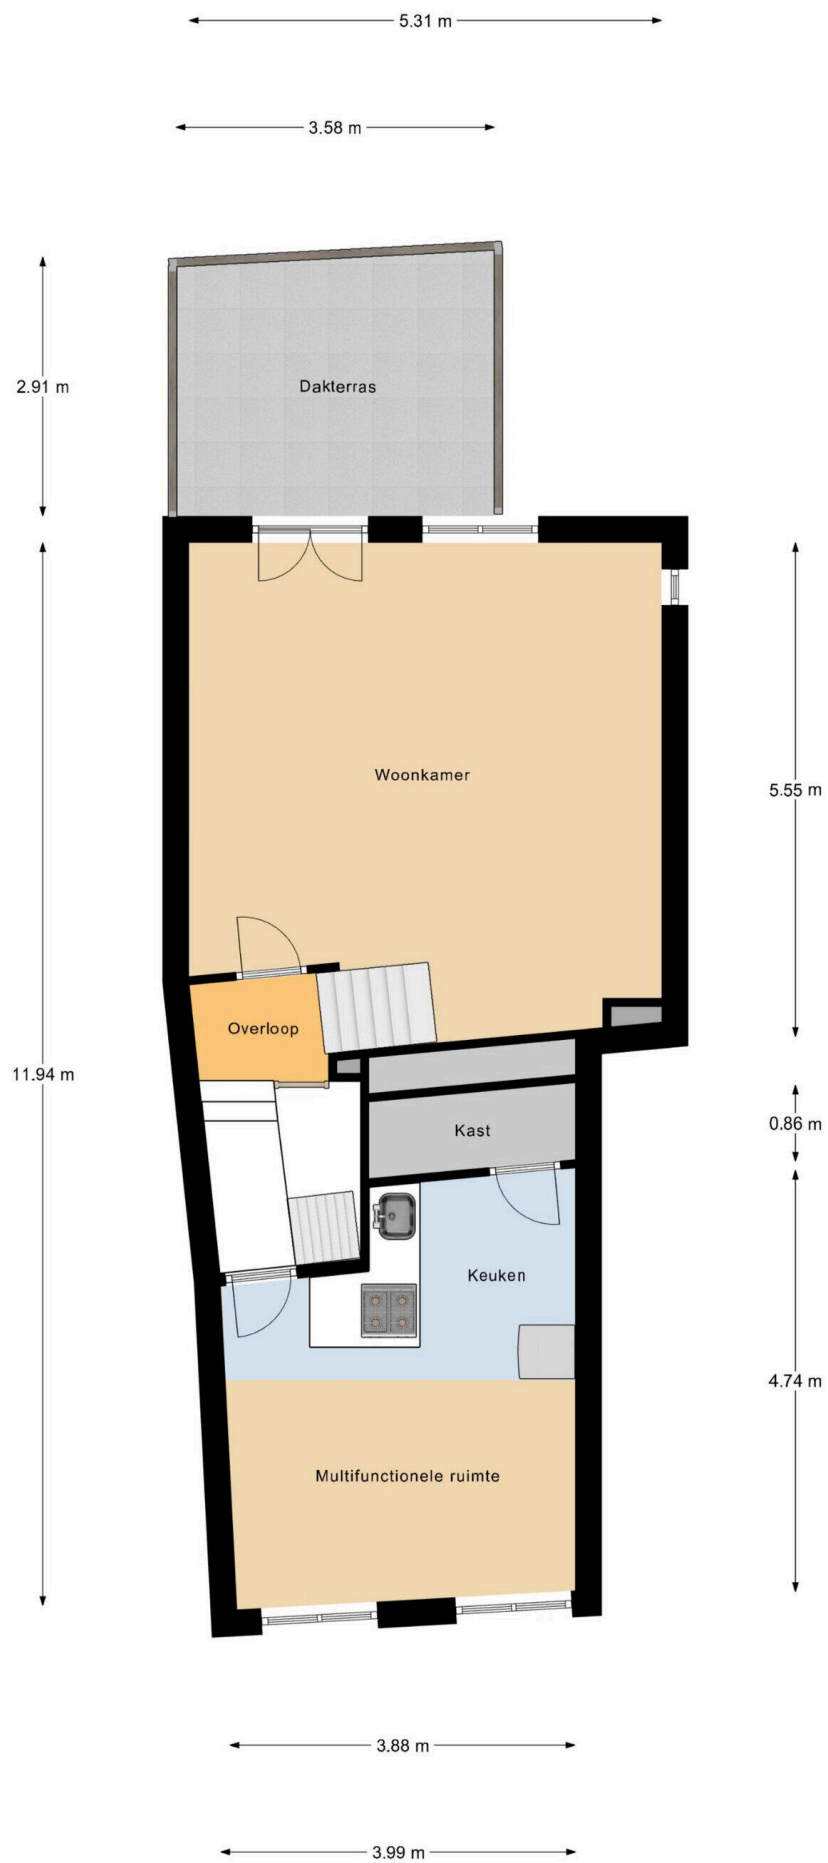 5.31 m
3.58 m
2.91 m
Dakterras
Woonkamer
5.55 m
Overloop
11.94 m
0.86 m
Kast
Keuken
4.74 m
Multifunctionele ruimte
3.88 m
3.99 m